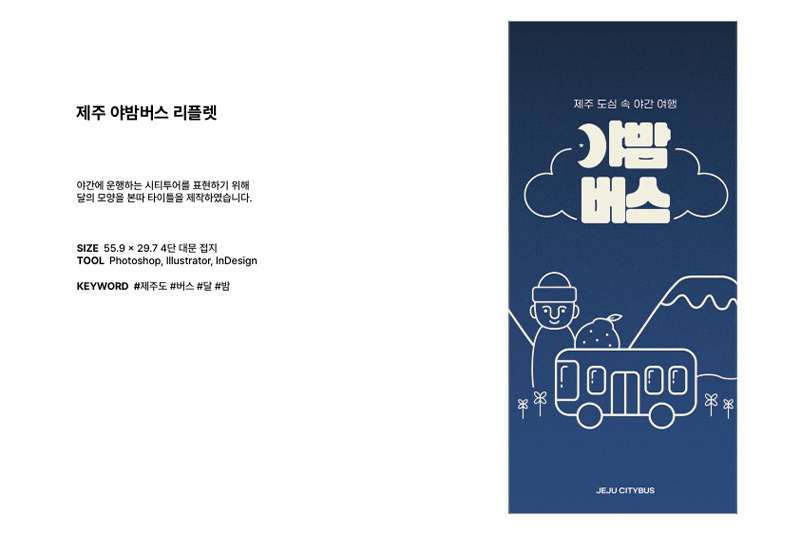 제주 야밤버스 리플렛
야간에 운행하는 시티투어를 표현하기 위해
달의 모양을 본따 타이틀을 제작하였습니다.
SIZE 55.9 × 29.7 4단 대문 접지
TOOL Photoshop, Illustrator, InDesign
KEYWORD #제주도 #버스 #달 #밤
제주 도심 속 야간 여행
야밤
버스
JEJU CITYBUS